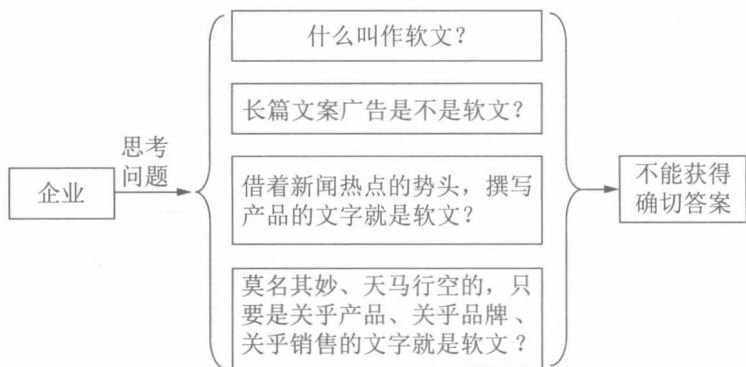 什么叫作软文？
长篇文案广告是不是软文？
思考
问题
企业
借着新闻热点的势头，撰写
产品的文字就是软文？
不能获得
确切答案
莫名其妙、天马行空的，只
要是关乎产品、关乎品牌、
关乎销售的文字就是软文？